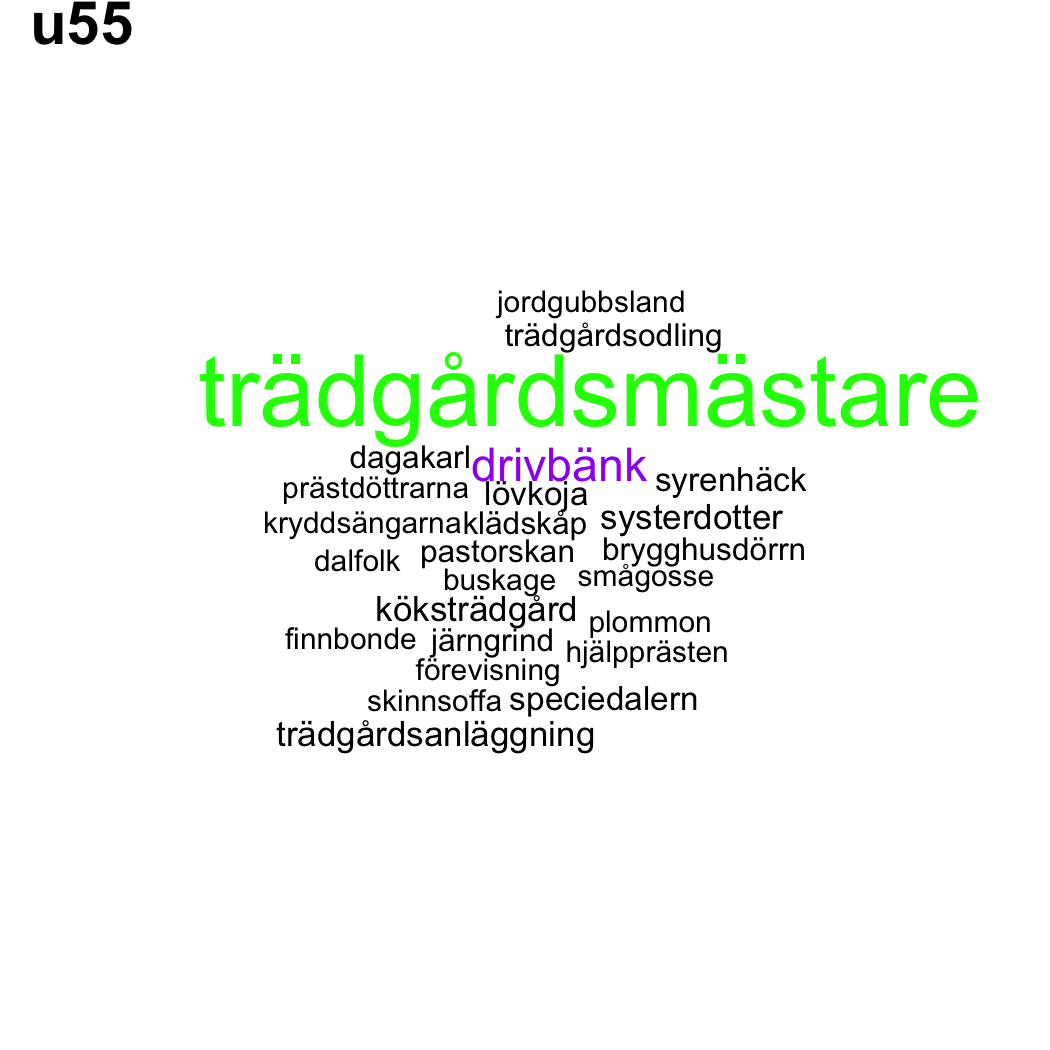 u55
jordgubbsland
trädgårdsodling
trädgårdsmästare
dagakarl drivbänk
syrenhäck
prästdöttrarna lövkoja
kryddsängarna klädskåp systerdotter
pastorskan brygghusdörrn
dalfolk
buskage smågosse
köksträdgård
plommon
finnbonde järngrind
hjälpprästen
förevisning
skinnsoffa speciedalern
trädgårdsanläggning